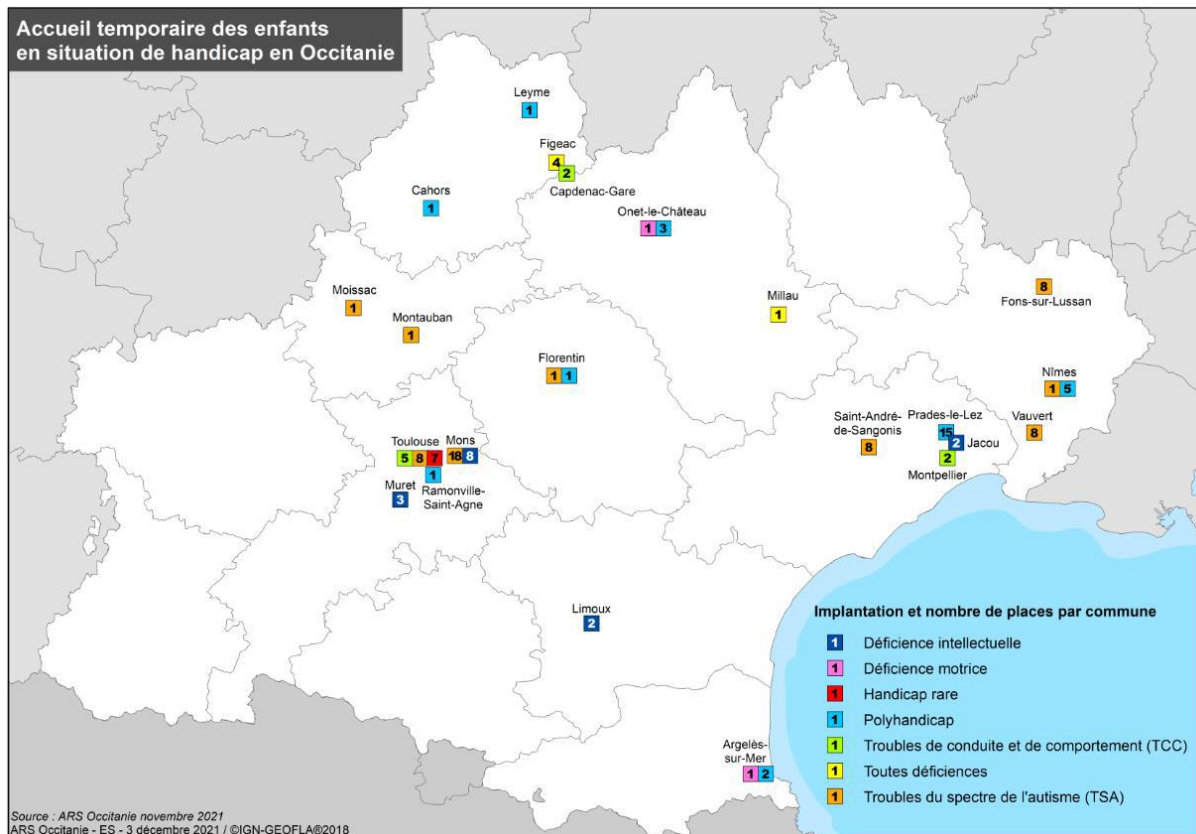 Accueil temporaire des enfants
en situation de handicap en Occitanie
Leyme
1
Figeac
4
2
Capdenac-Gare
Cahors
1
Onet-le-Château
1 3
Moissac
1
Montauban
1
Millau
1
8
Fons-sur-Lussan
Florentin
1 1
Nîmes
1 5
Saint-André-
de-Sangonis
8
Prades-le-Lez
15
2 Jacou
2
Montpellier
Vauvert
8
Toulouse
5 8 7
Mons
18 8
1
Ramonville-
Saint-Agne
Muret
3
Limoux
2
Argelès-
sur-Mer
1 2
Implantation et nombre de places par commune
1 Déficience intellectuelle
1 Déficience motrice
1 Handicap rare
1 Polyhandicap
1 Troubles de conduite et de comportement (TCC)
1 Toutes déficiences
1 Troubles du spectre de l'autisme (TSA)
Source : ARS Occitanie novembre 2021
ARS Occitanie - ES - 3 décembre 2021 / ©IGN-GEOFLA®2018